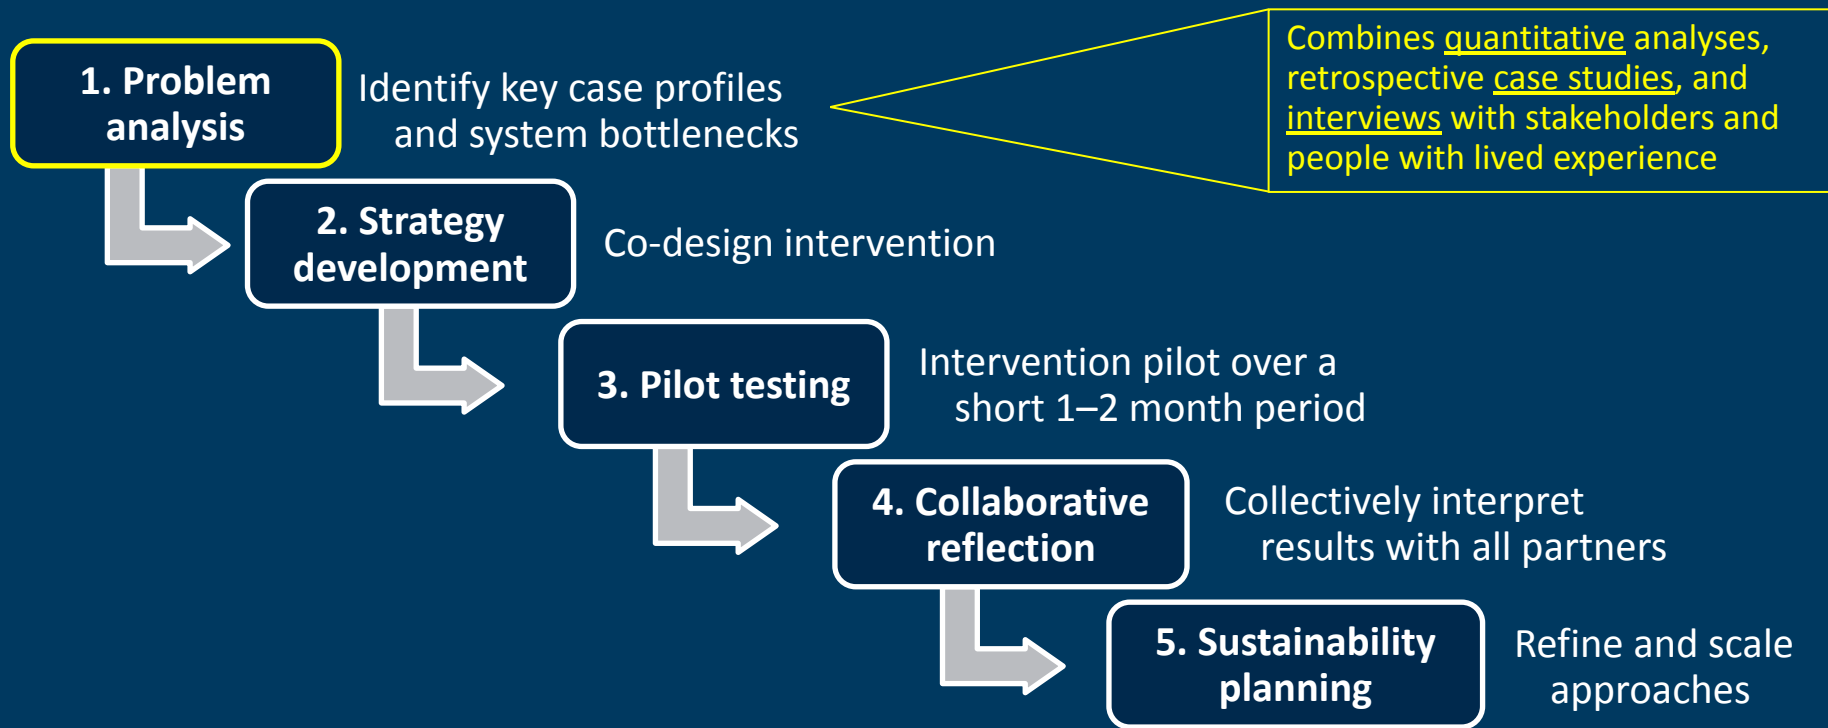 1. Problem
analysis
Identify key case profiles
and system bottlenecks
Combines quantitative analyses,
retrospective case studies, and
interviews with stakeholders and
people with lived experience
2. Strategy
development
Co-design intervention
3. Pilot testing
Intervention pilot over a
short 1–2 month period
4. Collaborative
reflection
Collectively interpret
results with all partners
5. Sustainability
planning
Refine and scale
approaches